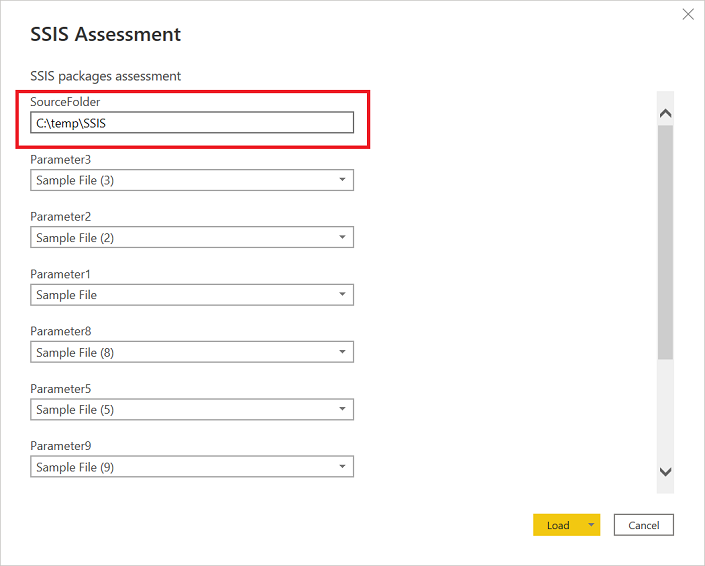 SSIS Assessment
SSIS packages assessment
SourceFolder
C:\temp\SSIS
Parameter3
Sample File (3)
Parameter2
Sample File (2)
Parameter1
Sample File
Parameter8
Sample File (8)
Parameter5
Sample File (5)
Parameter9
Sample File (9)
Load
Cancel